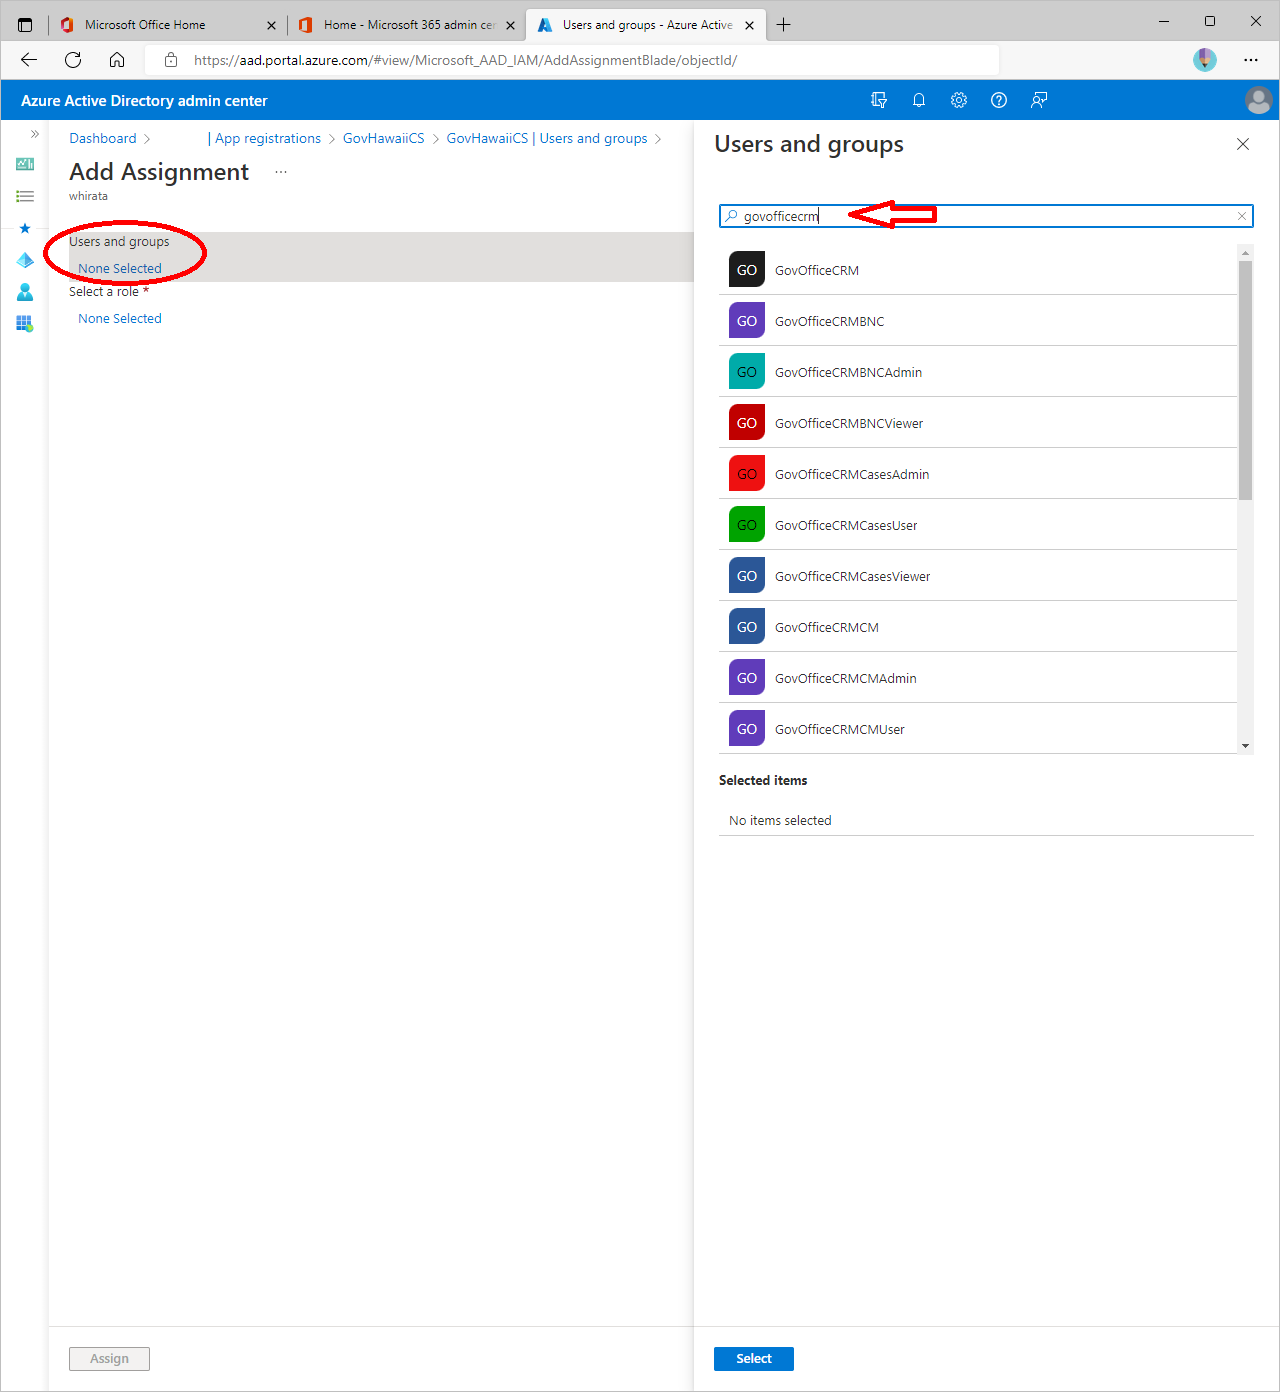 Microsoft Office Home
Home - Microsoft 365 admin cer
Users and groups - Azure Active
https://aad.portal.azure.com/#view/Microsoft_AAD_IAM/AddAssignmentBlade/objectId/
Azure Active Directory admin center
Dashboard > | App registrations > GovHawaiiCS > GovHawaiiCS | Users and groups >
Add Assignment ...
whirata
Users and groups
None Selected
Select a role *
None Selected
Assign
Users and groups
govofficecrm
GO GovOfficeCRM
GO GovOfficeCRMBNC
GO GovOfficeCRMBNCAdmin
GO GovOfficeCRMBNCViewer
GO GovOfficeCRMCasesAdmin
GO GovOfficeCRMCasesUser
GO GovOfficeCRMCasesViewer
GO GovOfficeCRMCM
GO GovOfficeCRMCMAdmin
GO GovOfficeCRMCMUser
Selected items
No items selected
Select